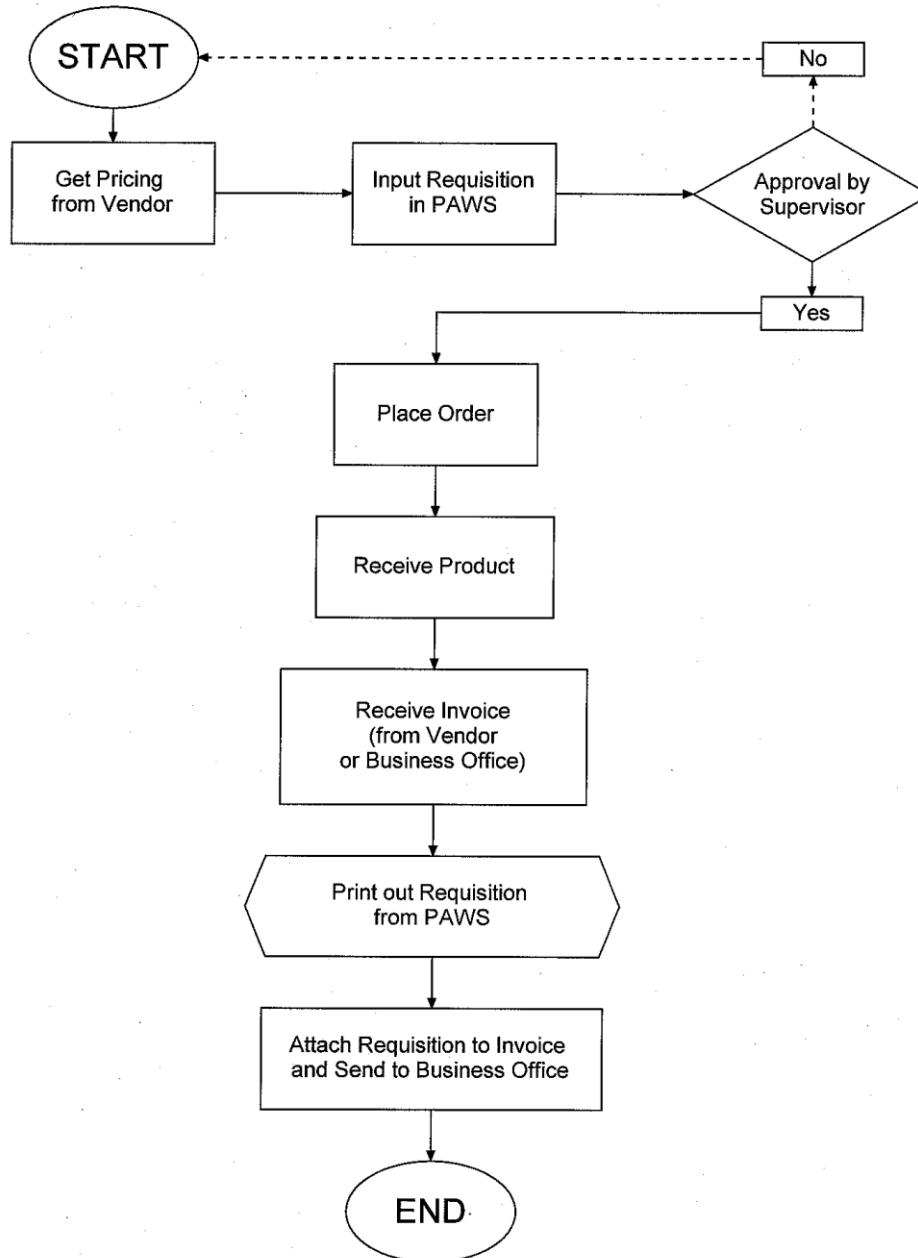 START
No
Get Pricing
from Vendor
Input Requisition
in PAWS
Approval by
Supervisor
Yes
Place Order
Receive Product
Receive Invoice
(from Vendor
or Business Office)
Print out Requisition
from PAWS
Attach Requisition to Invoice
and Send to Business Office
END